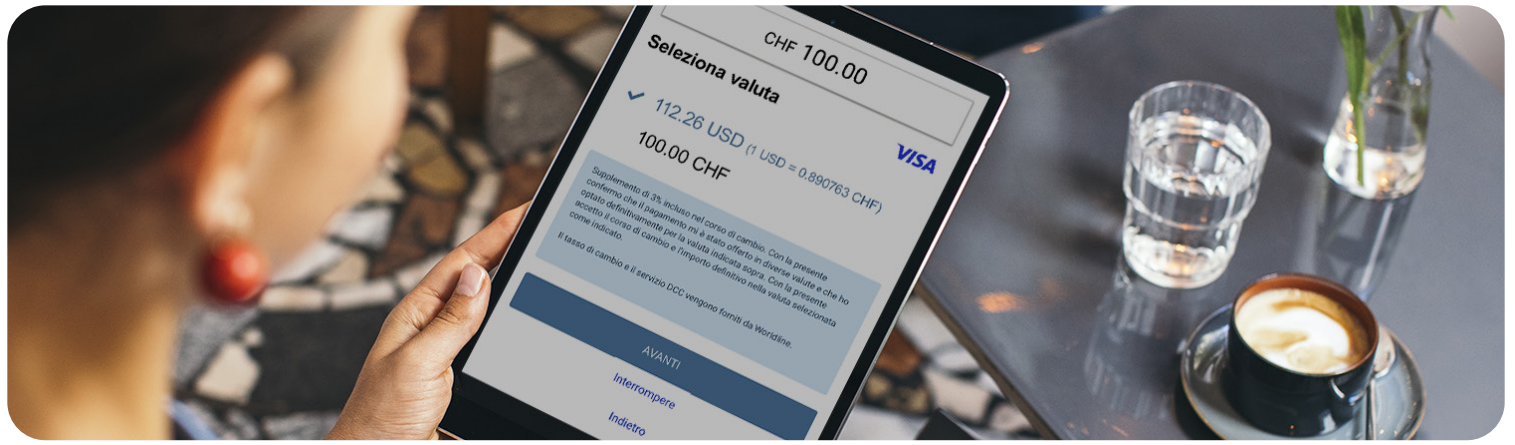 CHF 100.00
Seleziona valuta
112.26 USD (1 USD = 0.890763 CHF)
VISA
100.00 CHF
Supplemento di 3% incluso nel corso di cambio. Con la presente
confermo che il pagamento mi è stato offerto in diverse valute e che ho
optato definitivamente per la valuta indicata sopra. Con la presente
accetto il corso di cambio e l'importo definitivo nella valuta selezionata
come indicato.
Il tasso di cambio e il servizio DCC vengono forniti da Worldline.
AVANTI
Interrompere
Indietro